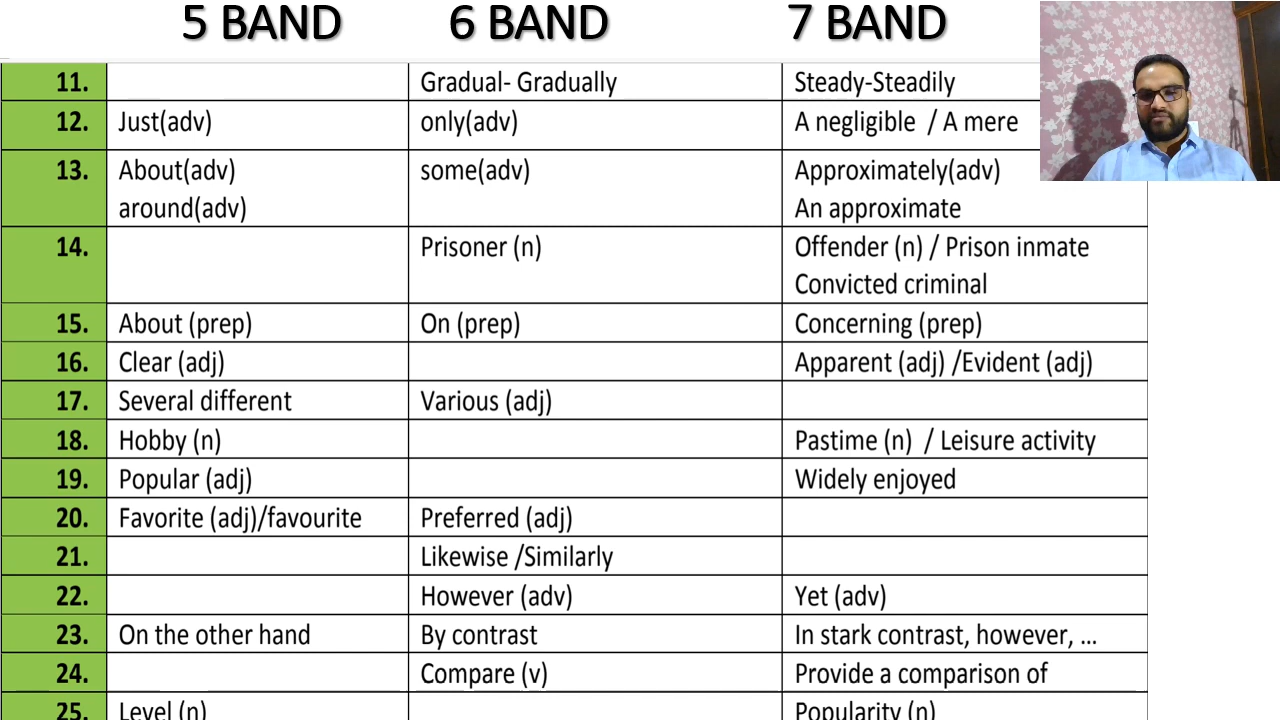 5 BAND 6 BAND 7 BAND
11. Gradual- Gradually Steady-Steadily
12. Just(adv) only(adv) A negligible / A mere
13. About(adv) some(adv) Approximately(adv)
around(adv) An approximate
14. Prisoner (n) Offender (n) / Prison inmate
Convicted criminal
15. About (prep) On (prep) Concerning (prep)
16. Clear (adj) Apparent (adj) /Evident (adj)
17. Several different Various (adj)
18. Hobby (n) Pastime (n) / Leisure activity
19. Popular (adj) Widely enjoyed
20. Favorite (adj)/favourite Preferred (adj)
21. Likewise /Similarly
22. However (adv) Yet (adv)
23. On the other hand By contrast In stark contrast, however, ...
24. Compare (v) Provide a comparison of
25. Level (n) Popularity (n)